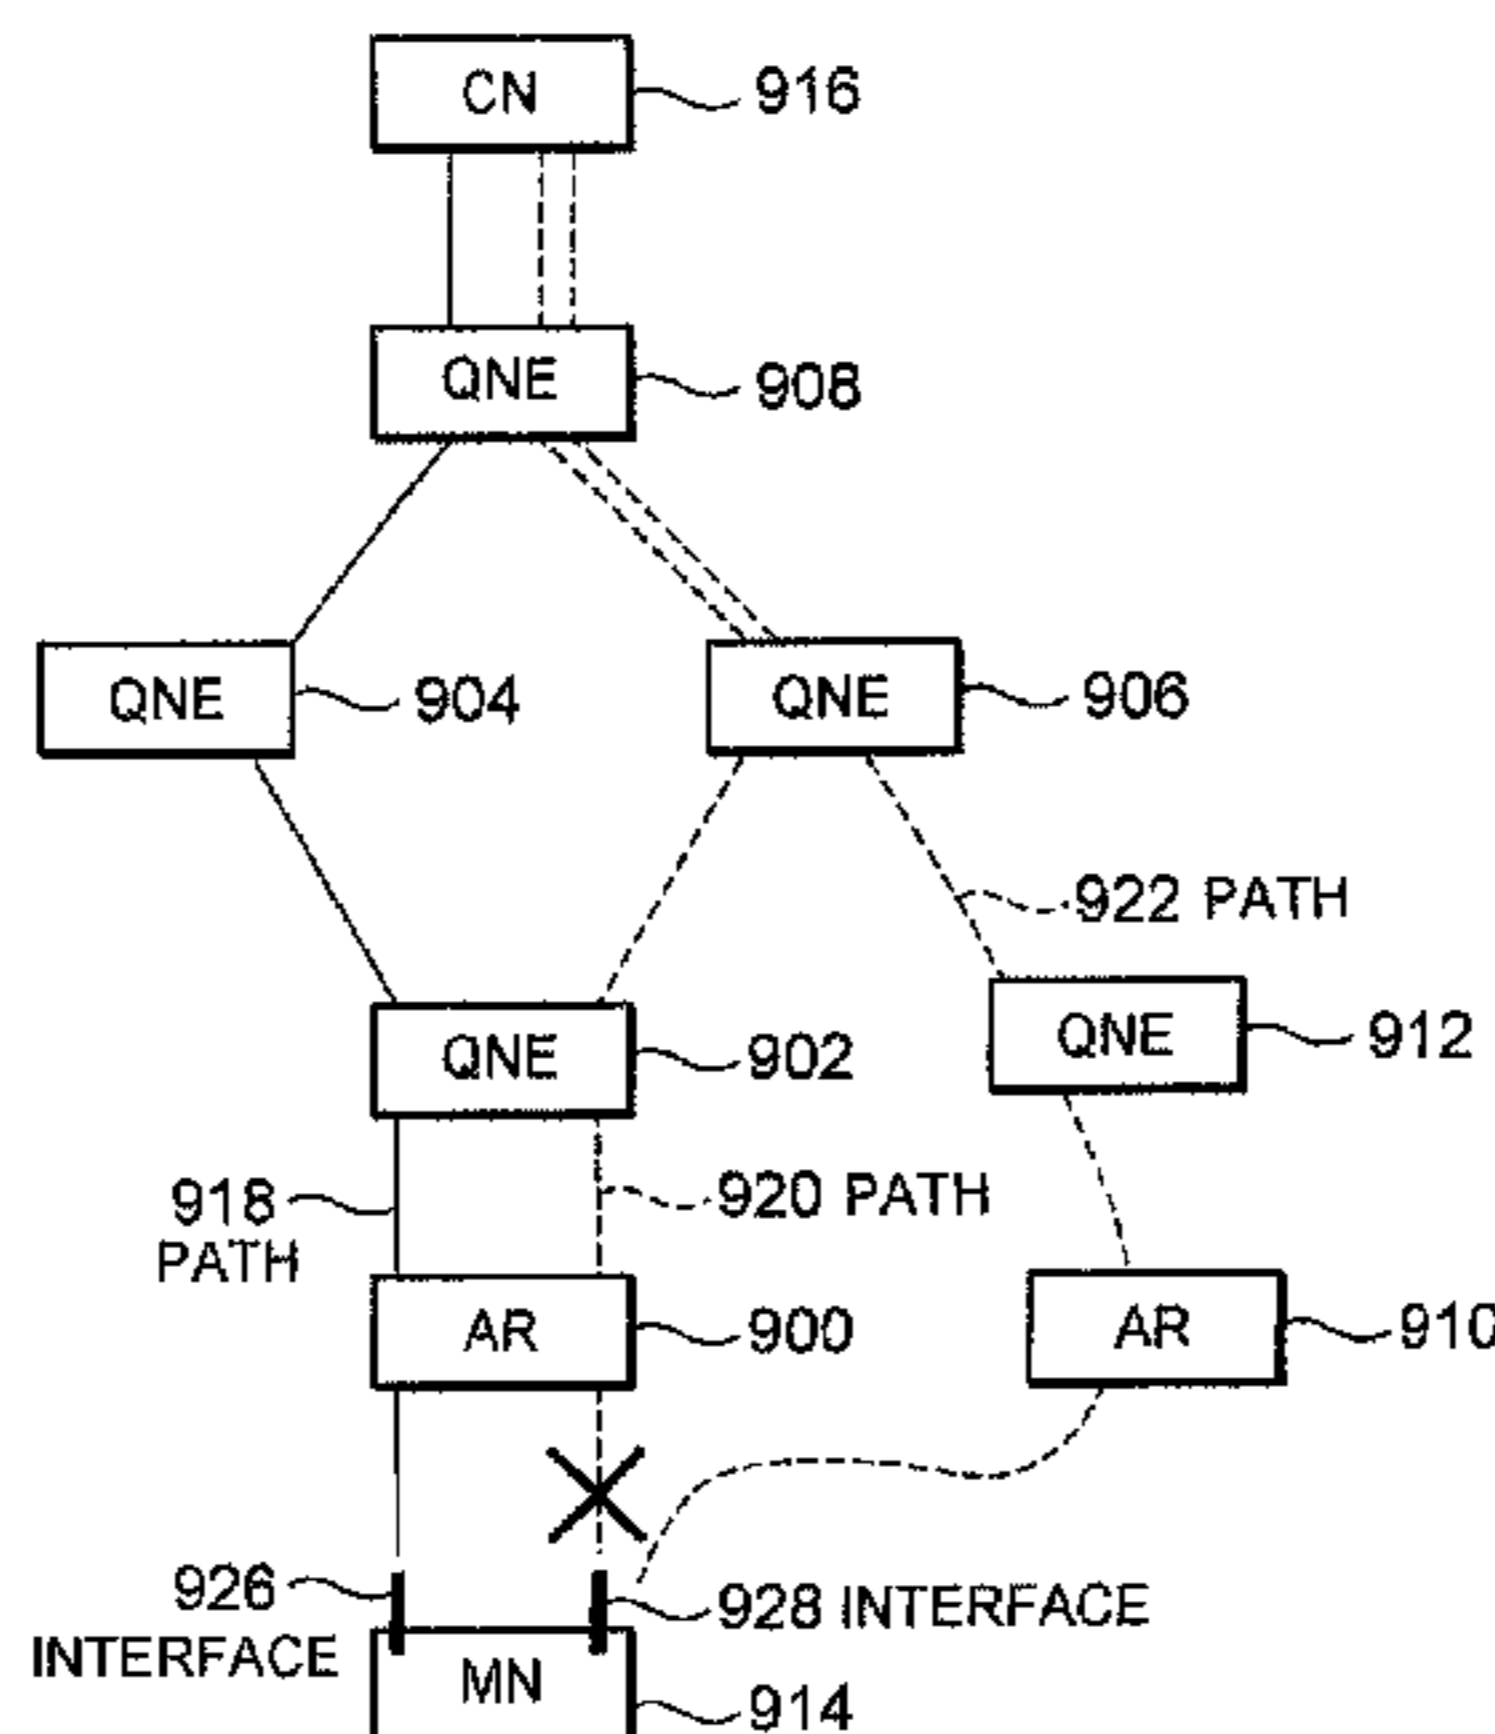 CN 916
QNE 908
QNE 904
QNE 906
922 PATH
QNE 902
QNE 912
918 PATH
920 PATH
AR 900
AR 910
926 INTERFACE
928 INTERFACE
MN 914